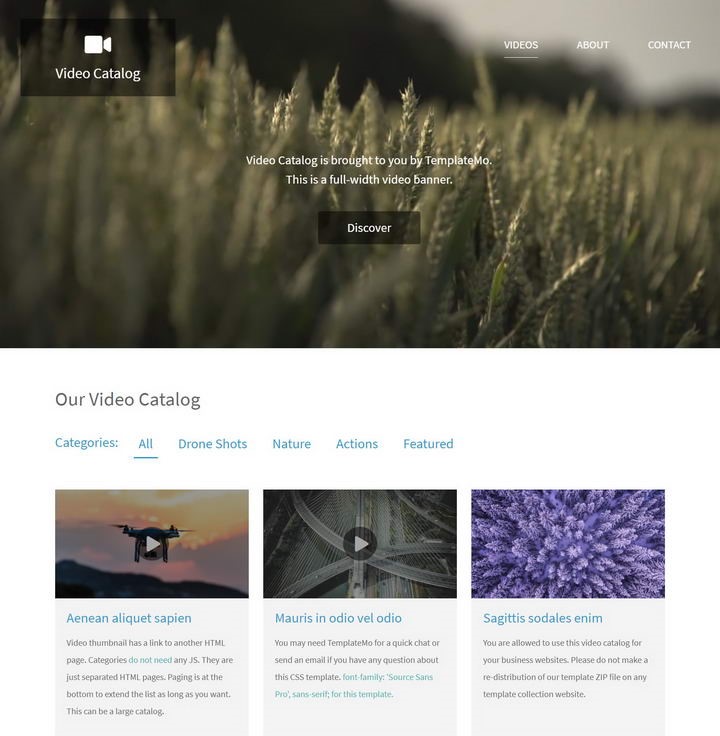 Video Catalog
VIDEOS ABOUT CONTACT
Video Catalog is brought to you by TemplateMo.
This is a full-width video banner.
Discover
Our Video Catalog
Categories: All Drone Shots Nature Actions Featured
Aenean aliquet sapien
Video thumbnail has a link to another HTML
page. Categories do not need any JS. They are
just separated HTML pages. Paging is at the
bottom to extend the list as long as you want.
This can be a large catalog.
Mauris in odio vel odio
You may need TemplateMo for a quick chat or
send an email if you have any question about
this CSS template. font-family: 'Source Sans
Pro', sans-serif; for this template.
Sagittis sodales enim
You are allowed to use this video catalog for
your business websites. Please do not make a
re-distribution of our template ZIP file on any
template collection website.